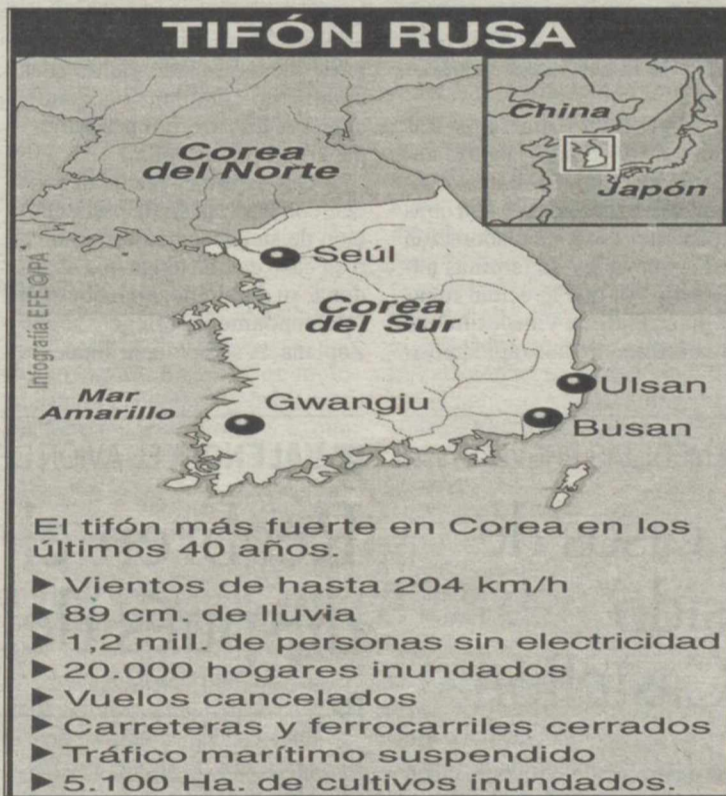 TIFÓN RUSA
China
Japón
Corea
del Norte
Seúl
Corea
del Sur
Infografía EFE@PA
Mar
Amarillo
Gwangju
Ulsan
Busan
El tifón más fuerte en Corea en los
últimos 40 años.
▶ Vientos de hasta 204 km/h
▶ 89 cm. de lluvia
▶ 1,2 mill. de personas sin electricidad
▶ 20.000 hogares inundados
▶ Vuelos cancelados
▶ Carreteras y ferrocarriles cerrados
▶ Tráfico marítimo suspendido
▶ 5.100 Ha. de cultivos inundados.